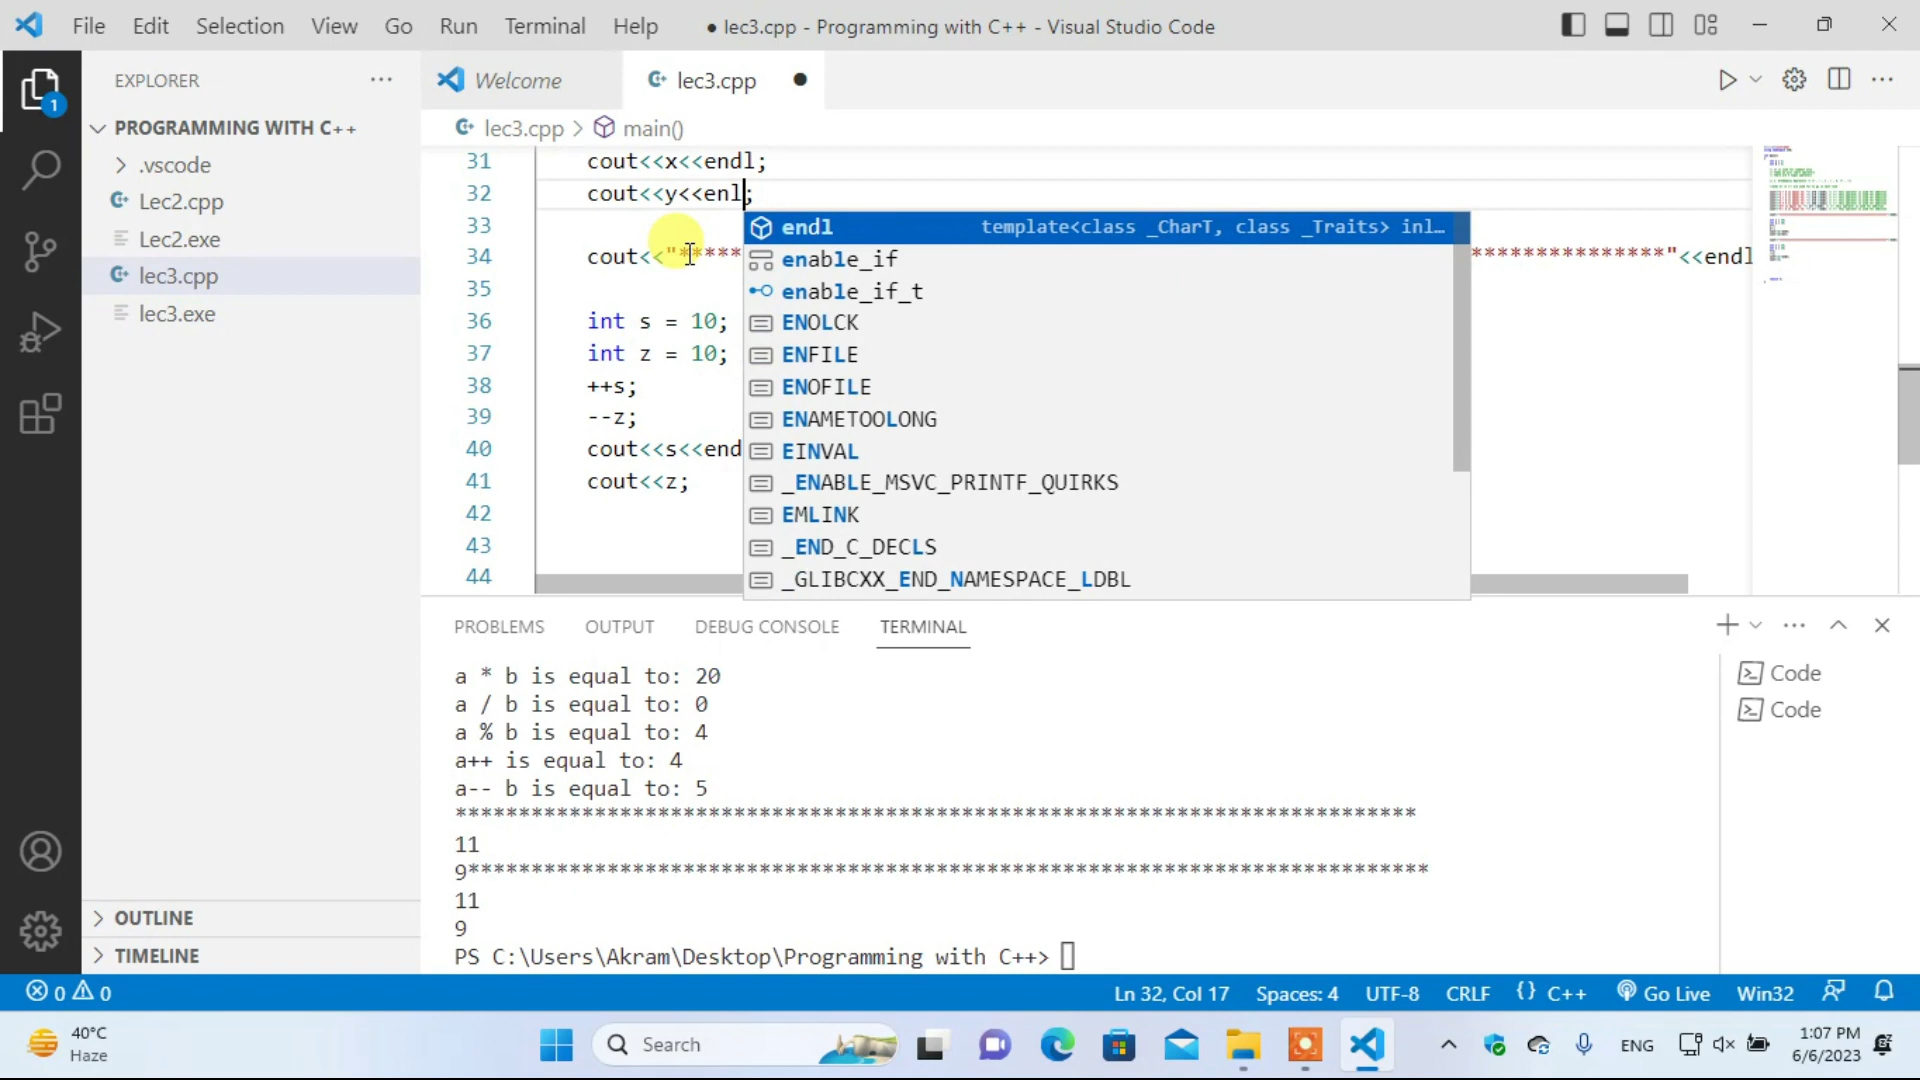 File Edit Selection View Go Run Terminal Help ● lec3.cpp - Programming with C++ - Visual Studio Code
EXPLORER ...
Welcome lec3.cpp ●
PROGRAMMING WITH C++
.vscode
Lec2.cpp
Lec2.exe
lec3.cpp
lec3.exe
OUTLINE
TIMELINE
1
lec3.cpp > main()
31 cout<<x<<endl;
32 cout<<y<<enl;
33
34 cout<<"***** ***************"<<endl
35
36 int s = 10;
37 int z = 10;
38 ++s;
39 --z;
40 cout<<s<<end
41 cout<<z;
42
43
44
endl template<class _CharT, class _Traits> inl…
enable_if
enable_if_t
ENOLCK
ENFILE
ENOFILE
ENAMETOOLONG
EINVAL
_ENABLE_MSVC_PRINTF_QUIRKS
EMLINK
_END_C_DECLS
_GLIBCXX_END_NAMESPACE_LDBL
PROBLEMS OUTPUT DEBUG CONSOLE TERMINAL
a * b is equal to: 20
a / b is equal to: 0
a % b is equal to: 4
a++ is equal to: 4
a-- b is equal to: 5
****************************************************************************
11
9****************************************************************************
11
9
PS C:\Users\Akram\Desktop\Programming with C++>
Code
Code
0 0 Ln 32, Col 17 Spaces: 4 UTF-8 CRLF {} C++ Go Live Win32
40°C
Haze
Search
ENG
1:07 PM
6/6/2023